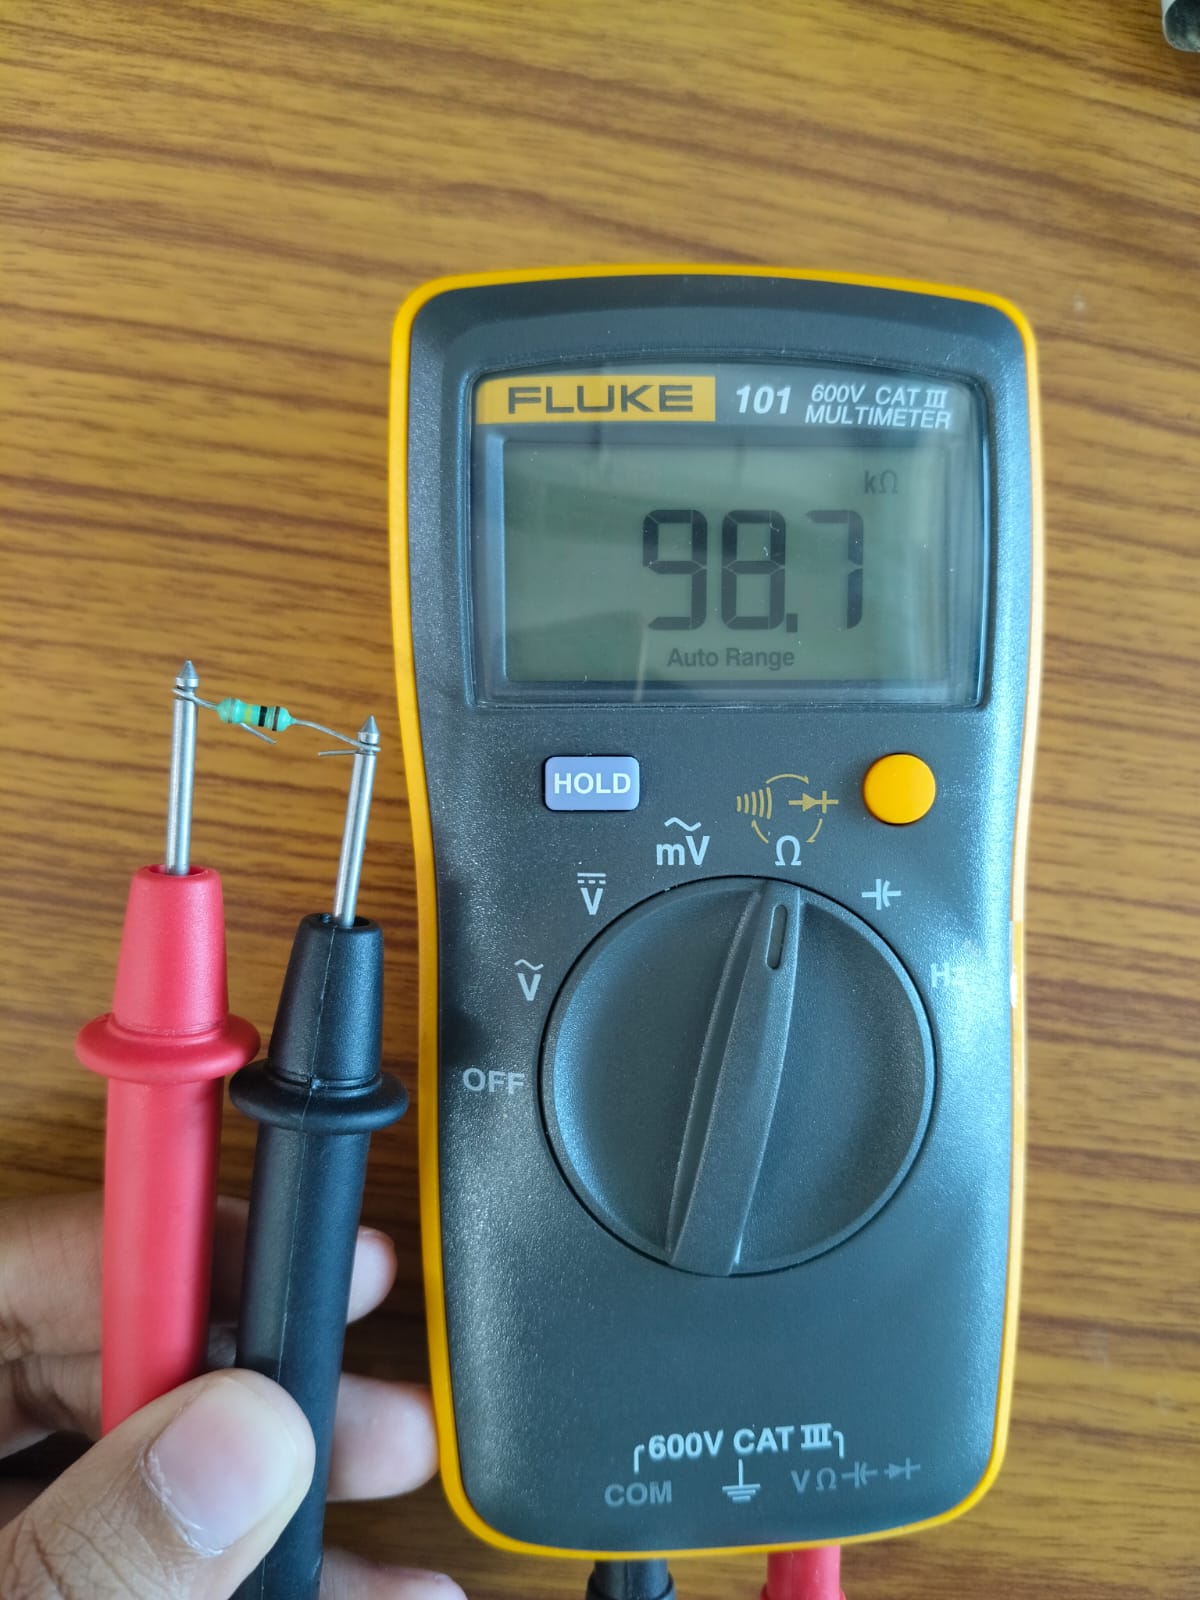 FLUKE 101 600V CAT III
MULTIMETER
kΩ
98.7
Auto Range
HOLD
mV
Ω
V
V
Hz
OFF
600V CAT III
COM VΩ